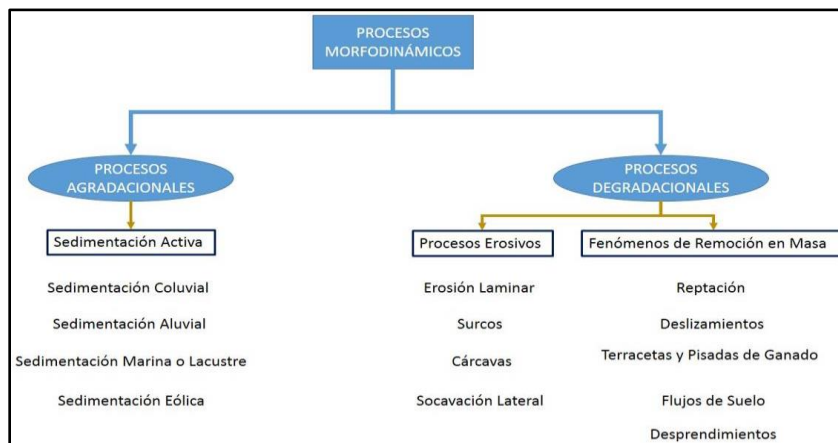 PROCESOS
MORFODINÁMICOS
PROCESOS
AGRADACIONALES
PROCESOS
DEGRADACIONALES
Sedimentación Activa
Procesos Erosivos
Fenómenos de Remoción en Masa
Sedimentación Coluvial
Sedimentación Aluvial
Sedimentación Marina o Lacustre
Sedimentación Eólica
Erosión Laminar
Surcos
Cárcavas
Socavación Lateral
Reptación
Deslizamientos
Terracetas y Pisadas de Ganado
Flujos de Suelo
Desprendimientos